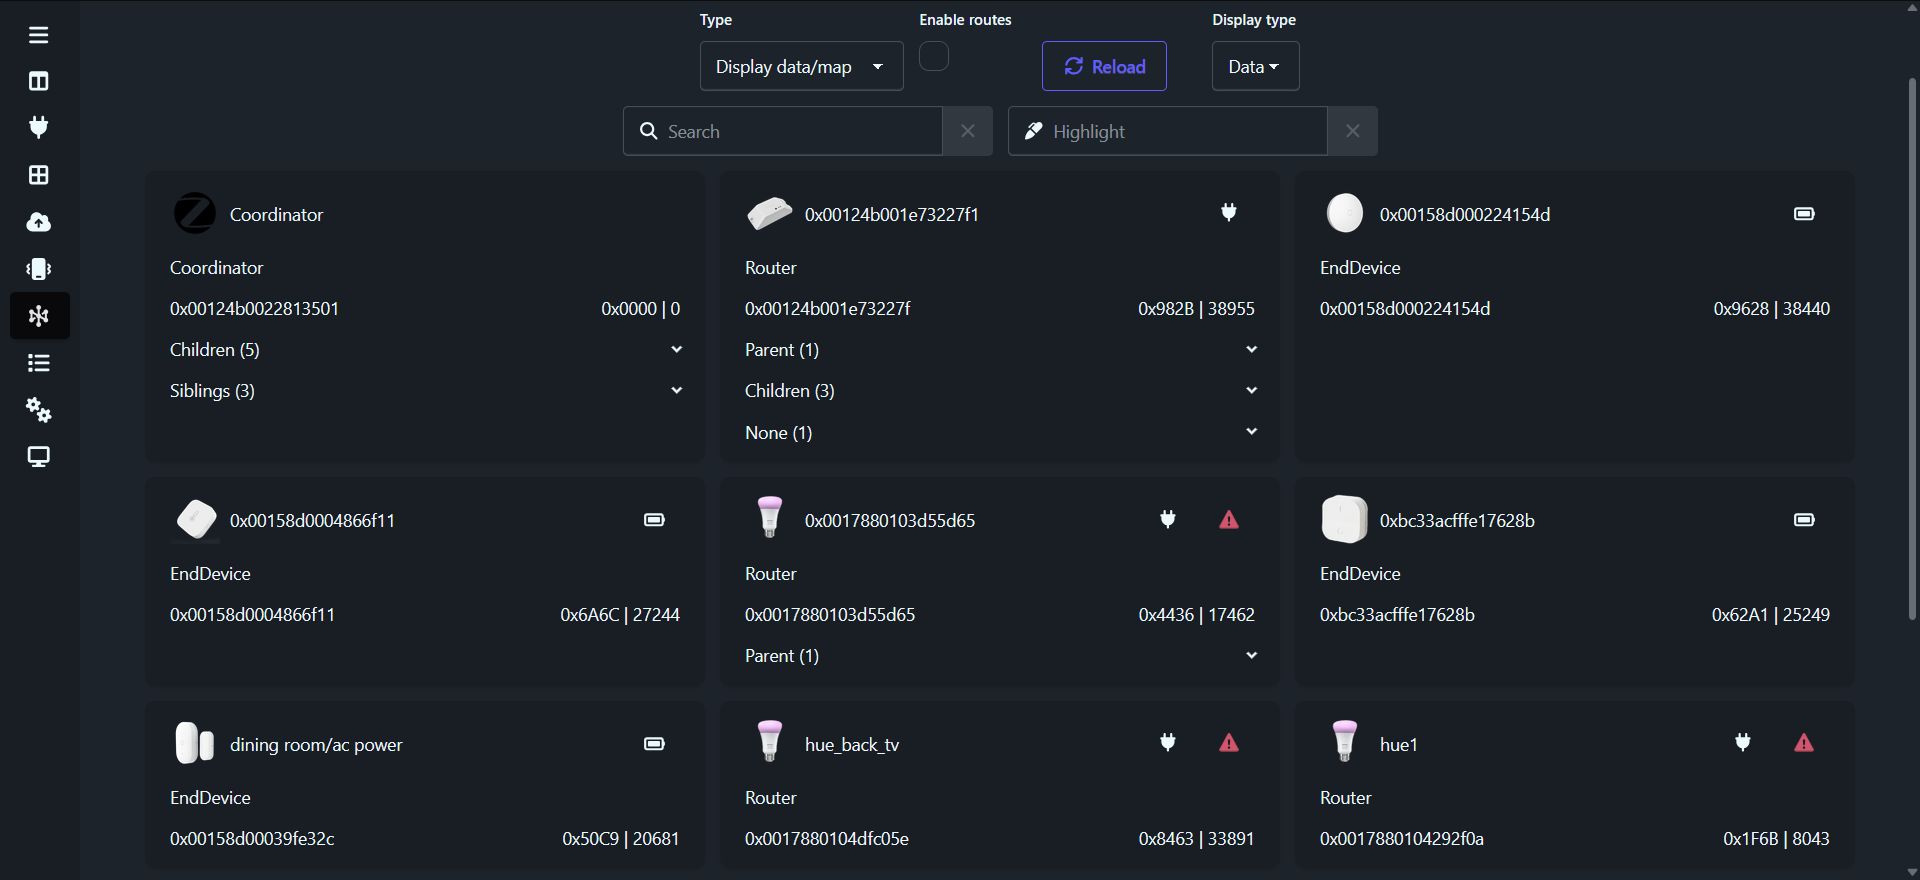 Type
Enable routes
Display type
Display data/map
Reload
Data
Search
Highlight
Coordinator
Coordinator
0x00124b0022813501
0x0000 | 0
Children (5)
Siblings (3)
0x00124b001e73227f1
Router
0x00124b001e73227f
0x982B | 38955
Parent (1)
Children (3)
None (1)
0x00158d000224154d
EndDevice
0x00158d000224154d
0x9628 | 38440
0x00158d0004866f11
EndDevice
0x00158d0004866f11
0x6A6C | 27244
0x0017880103d55d65
Router
0x0017880103d55d65
0x4436 | 17462
Parent (1)
0xbc33acfffe17628b
EndDevice
0xbc33acfffe17628b
0x62A1 | 25249
dining room/ac power
EndDevice
0x00158d00039fe32c
0x50C9 | 20681
hue_back_tv
Router
0x0017880104dfc05e
0x8463 | 33891
hue1
Router
0x0017880104292f0a
0x1F6B | 8043